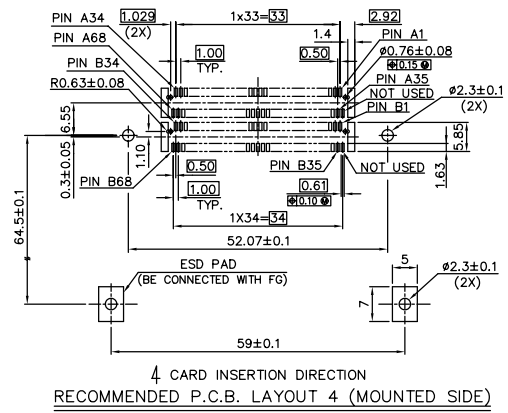 PIN A34
1.029
(2X)
1x33=33
2.92
PIN A68
1.4
PIN A1
1.00
TYP.
0.50
ø0.76±0.08
⌖0.15Ⓜ
PIN B34
PIN A35
R0.63±0.08
NOT USED
ø2.3±0.1
(2X)
PIN B1
6.55
5.85
0.3±0.05
1.10
1.63
PIN B68
0.50
PIN B35
NOT USED
1.00
TYP.
0.61
⌖0.10Ⓜ
1X34=34
64.5±0.1
52.07±0.1
ESD PAD
(BE CONNECTED WITH FG)
5
ø2.3±0.1
(2X)
7
59±0.1
4 CARD INSERTION DIRECTION
RECOMMENDED P.C.B. LAYOUT 4 (MOUNTED SIDE)